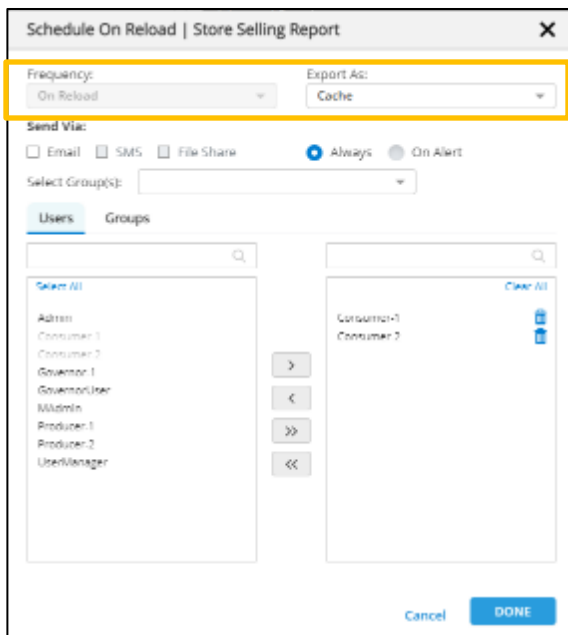 Schedule On Reload | Store Selling Report
Frequency:
Export As:
On Reload
Cache
Send Via:
Email
SMS
File Share
Always
On Alert
Select Group(s):
Users
Groups
Select All
Clear All
Admin
Consumer 1
Consumer 2
Governor 1
GovernorUser
MAdmin
Producer-1
Producer-2
UserManager
Consumer-1
Consumer 2
Cancel
DONE